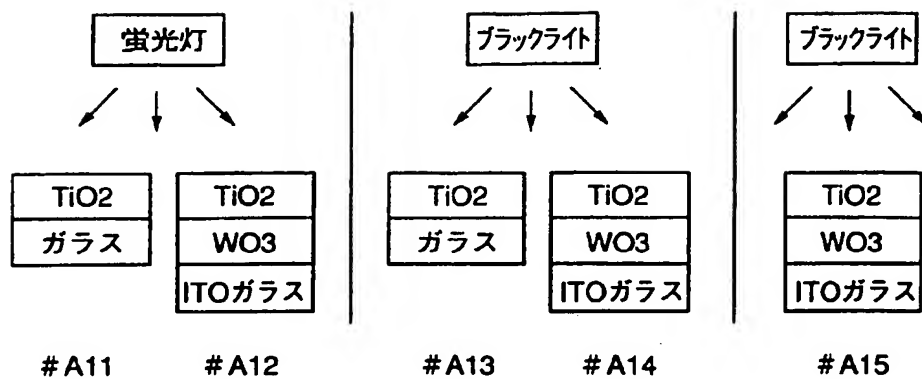 蛍光灯
ブラックライト
ブラックライト
TiO2
ガラス
TiO2
WO3
ITOガラス
TiO2
ガラス
TiO2
WO3
ITOガラス
TiO2
WO3
ITOガラス
#A11
#A12
#A13
#A14
#A15